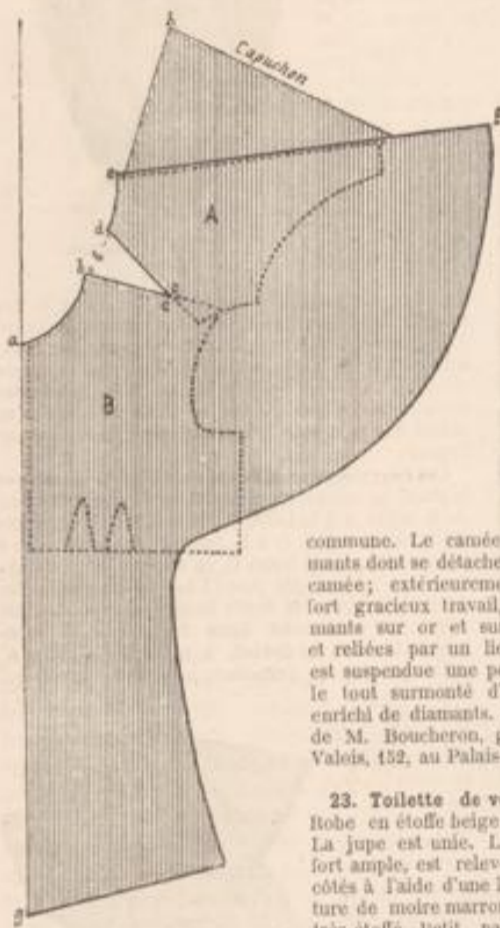 h
Capuchon
e
A
d
b
c
a
B
commune. Le camée
mants dont se détache
camée; extérieureme
fort gracieux travail,
mants sur or et sur
et reliées par un lie
est suspendue une pe
le tout surmonté d'
enrichi de diamants.
de M. Boucheron, g
Valois, 152, au Palais-
23. Toilette de v
Robe en étoffe beige
La jupe est unie. L
fort ample, est relev
côtés à l'aide d'une l
ture de moire marron